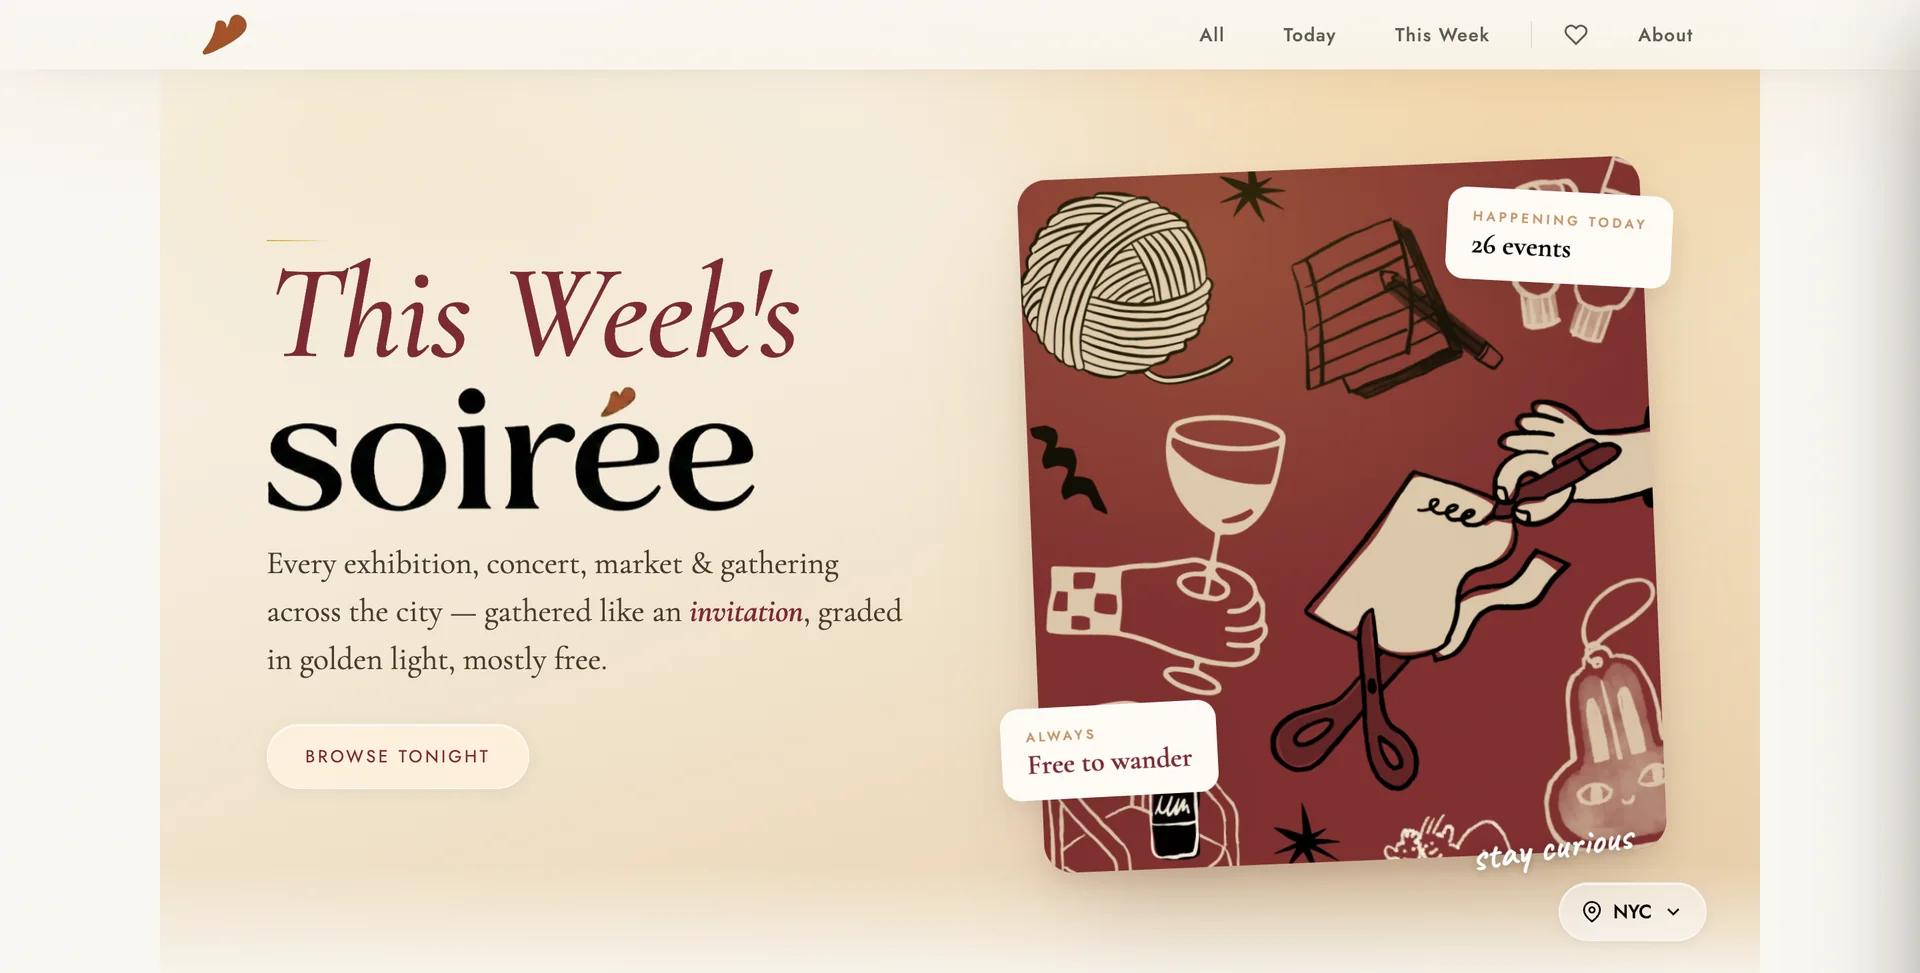 All
Today
This Week
About
HAPPENING TODAY
26 events
This Week's
soirée
Every exhibition, concert, market & gathering
across the city — gathered like an invitation, graded
in golden light, mostly free.
BROWSE TONIGHT
ALWAYS
Free to wander
stay curious
NYC